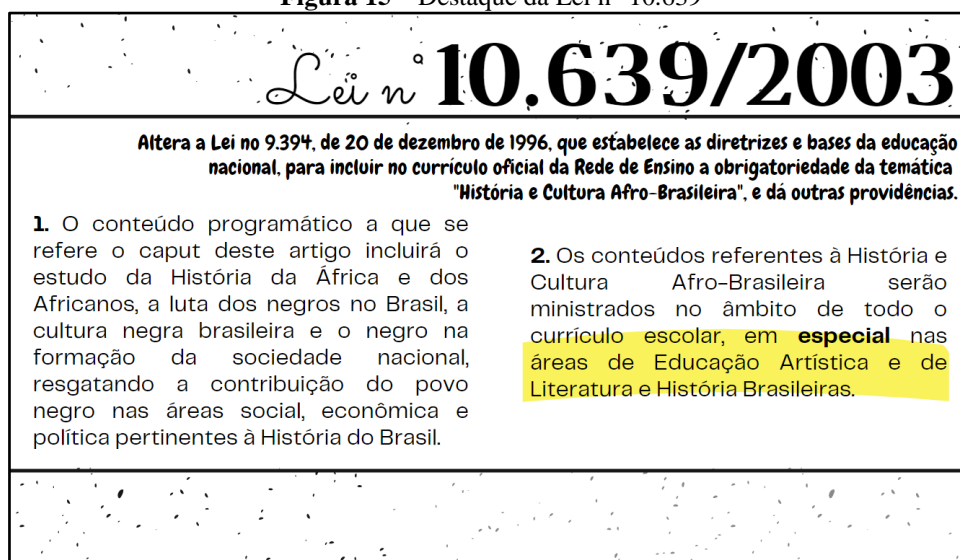 Figura 15 – Destaque da Lei nº 10.639
Lei nº 10.639/2003
Altera a Lei no 9.394, de 20 de dezembro de 1996, que estabelece as diretrizes e bases da educação
nacional, para incluir no currículo oficial da Rede de Ensino a obrigatoriedade da temática
"História e Cultura Afro-Brasileira", e dá outras providências.
1. O conteúdo programático a que se
refere o caput deste artigo incluirá o
estudo da História da África e dos
Africanos, a luta dos negros no Brasil, a
cultura negra brasileira e o negro na
formação da sociedade nacional,
resgatando a contribuição do povo
negro nas áreas social, econômica e
política pertinentes à História do Brasil.
2. Os conteúdos referentes à História e
Cultura Afro-Brasileira serão
ministrados no âmbito de todo o
currículo escolar, em especial nas
áreas de Educação Artística e de
Literatura e História Brasileiras.